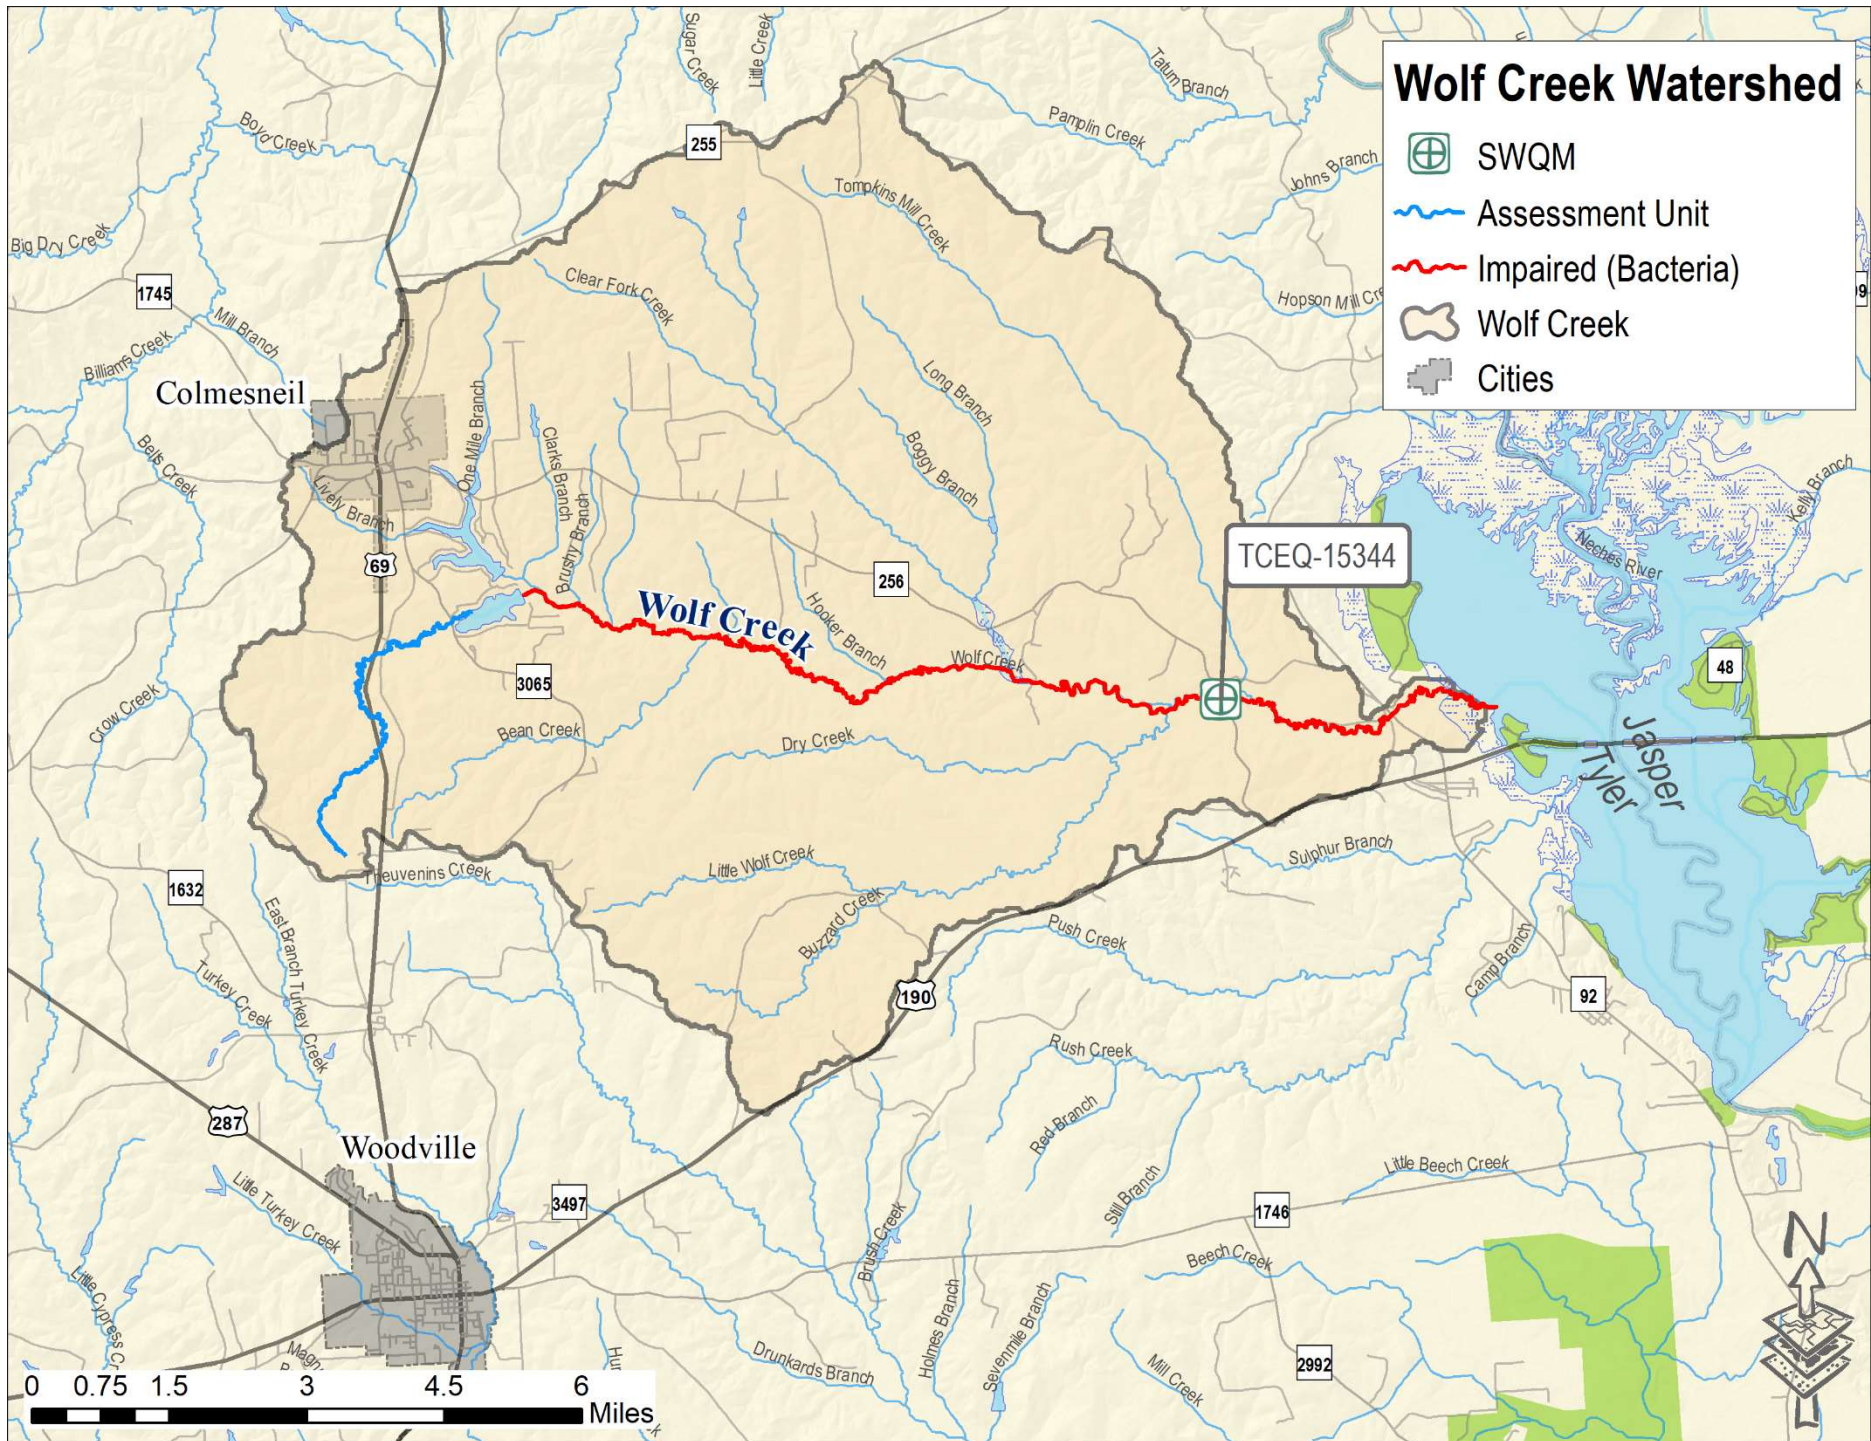 Wolf Creek Watershed
SWQM
Assessment Unit
Impaired (Bacteria)
Wolf Creek
Cities
Sugar Creek
Little Creek
Tatum Branch
Pamplin Creek
Johns Branch
Boyd Creek
255
Tompkins Mill Creek
Big Dry Creek
Clear Fork Creek
Hopson Mill
1745
Mill Branch
Billiams Creek
Colmesneil
Long Branch
One Mile Branch
Clarks Branch
Boggy Branch
Bells Creek
Brushy Branch
Lively Branch
Kelly Branch
69
256
TCEQ-15344
Neches River
Wolf Creek
Hooker Branch
Wolf Creek
48
3065
Crow Creek
Bean Creek
Dry Creek
Jasper
Tyler
Theuvenins Creek
Little Wolf Creek
Sulphur Branch
1632
East Branch Turkey Creek
Buzzard Creek
Push Creek
Camp Branch
Turkey Creek
190
92
Rush Creek
287
Red Branch
Woodville
Little Turkey Creek
Little Beech Creek
3497
Still Branch
1746
Brush Creek
Beech Creek
Little Cypress
Holmes Branch
Sevenmile Branch
Drunkards Branch
Mill Creek
2992
N
0 0.75 1.5 3 4.5 6
Miles